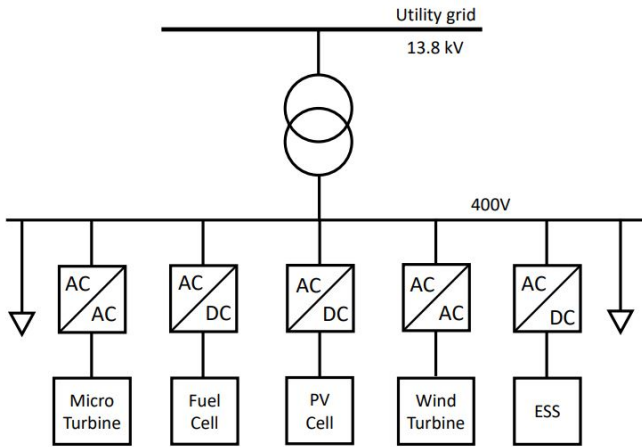 Utility grid
13.8 kV
400V
AC
AC
AC
DC
AC
DC
AC
AC
AC
DC
Micro
Turbine
Fuel
Cell
PV
Cell
Wind
Turbine
ESS